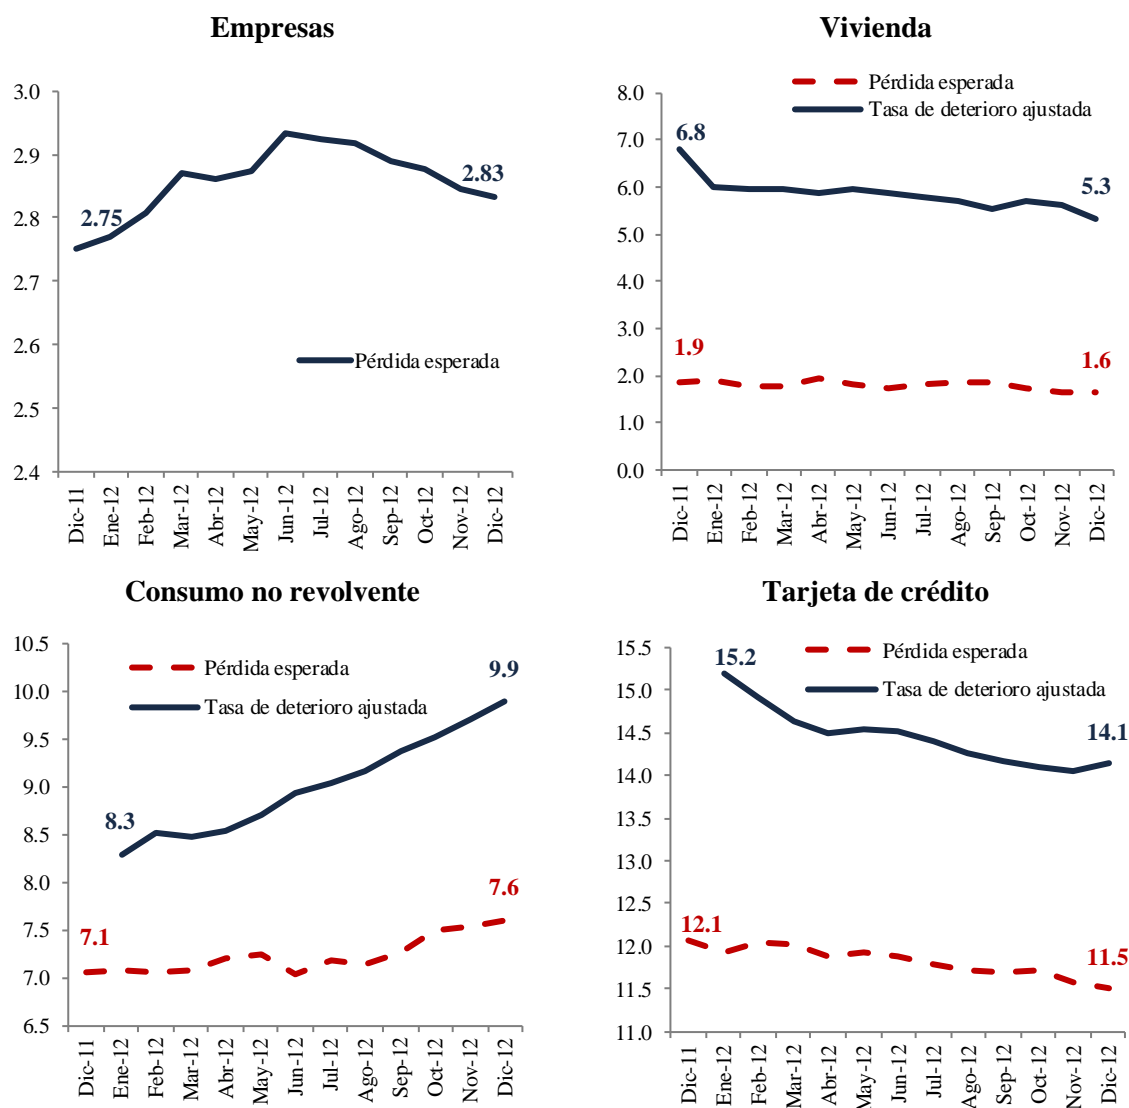 Empresas
3.0
2.9
2.8
2.7
2.6
2.5
2.4
2.75
2.83
Pérdida esperada
Dic-11
Ene-12
Feb-12
Mar-12
Abr-12
May-12
Jun-12
Jul-12
Ago-12
Sep-12
Oct-12
Nov-12
Dic-12
Vivienda
Pérdida esperada
Tasa de deterioro ajustada
8.0
7.0
6.0
5.0
4.0
3.0
2.0
1.0
0.0
6.8
5.3
1.9
1.6
Dic-11
Ene-12
Feb-12
Mar-12
Abr-12
May-12
Jun-12
Jul-12
Ago-12
Sep-12
Oct-12
Nov-12
Dic-12
Consumo no revolvente
10.5
10.0
9.5
9.0
8.5
8.0
7.5
7.0
6.5
Pérdida esperada
Tasa de deterioro ajustada
9.9
8.3
7.6
7.1
Dic-11
Ene-12
Feb-12
Mar-12
Abr-12
May-12
Jun-12
Jul-12
Ago-12
Sep-12
Oct-12
Nov-12
Dic-12
Tarjeta de crédito
15.5
15.0
14.5
14.0
13.5
13.0
12.5
12.0
11.5
11.0
Pérdida esperada
Tasa de deterioro ajustada
15.2
14.1
12.1
11.5
Dic-11
Ene-12
Feb-12
Mar-12
Abr-12
May-12
Jun-12
Jul-12
Ago-12
Sep-12
Oct-12
Nov-12
Dic-12